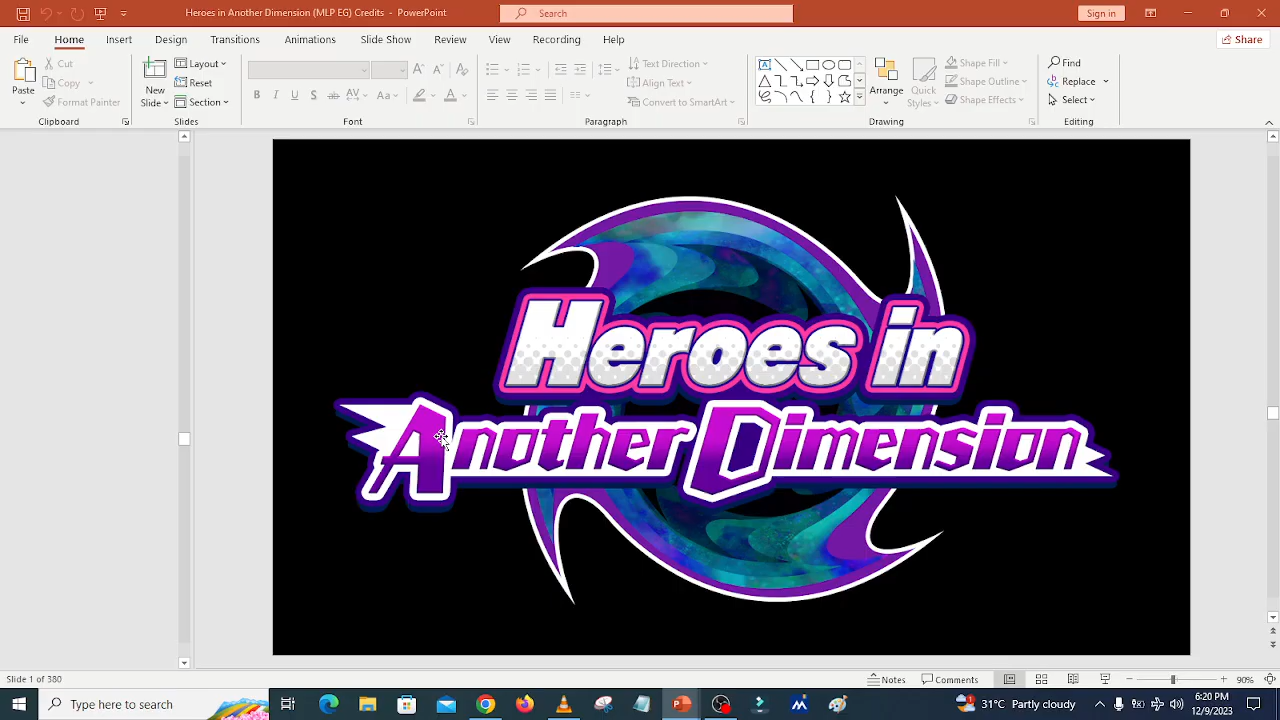 Heroes in Another Dimension (MLP EG) Credits - PowerPoint
Search
Sign in
File Home Insert Design Transitions Animations Slide Show Review View Recording Help
Share
Paste
Cut
Copy
Format Painter
Clipboard
New Slide
Layout
Reset
Section
Slides
B I U S ab AV Aa A
Font
Text Direction
Align Text
Convert to SmartArt
Paragraph
Arrange
Quick Styles
Shape Fill
Shape Outline
Shape Effects
Drawing
Find
Replace
Select
Editing
Heroes in
Another Dimension
Slide 1 of 380
Notes
Comments
90%
Type here to search
31°C Partly cloudy
6:20 PM
12/9/2023